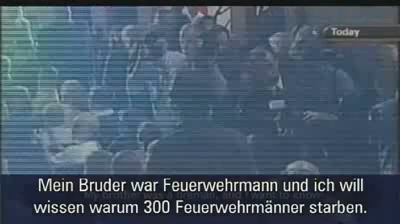 Today
Mein Bruder war Feuerwehrmann und ich will
wissen warum 300 Feuerwehrmänner starben.